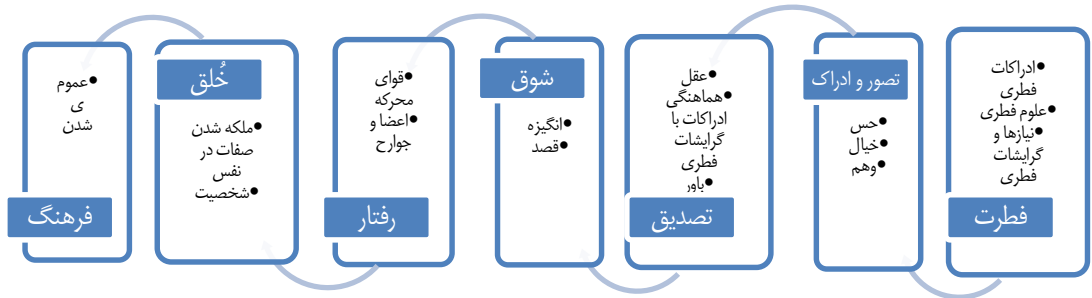 ادراکات
فطری
علوم فطری
نیازها و
گرایشات
فطری
فطرت
تصور و ادراک
حس
خیال
وهم
عقل
هماهنگی
ادراکات با
گرایشات
فطری
باور
تصدیق
شوق
انگیزه
قصد
قوای
محرکه
اعضا و
جوارح
رفتار
خُلق
ملکه شدن
صفات در
نفس
شخصیت
عموم
ی
شدن
فرهنگ